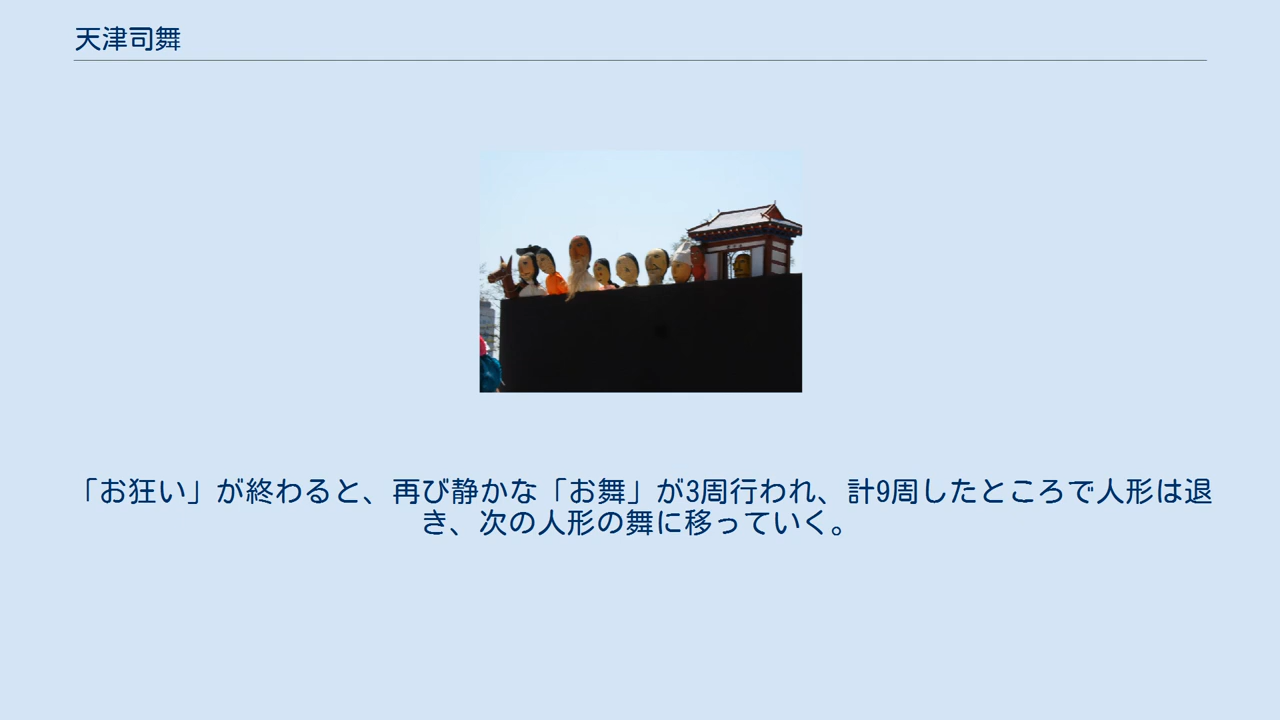 天津司舞
「お狂い」が終わると、再び静かな「お舞」が3周行われ、計9周したところで人形は退
き、次の人形の舞に移っていく。